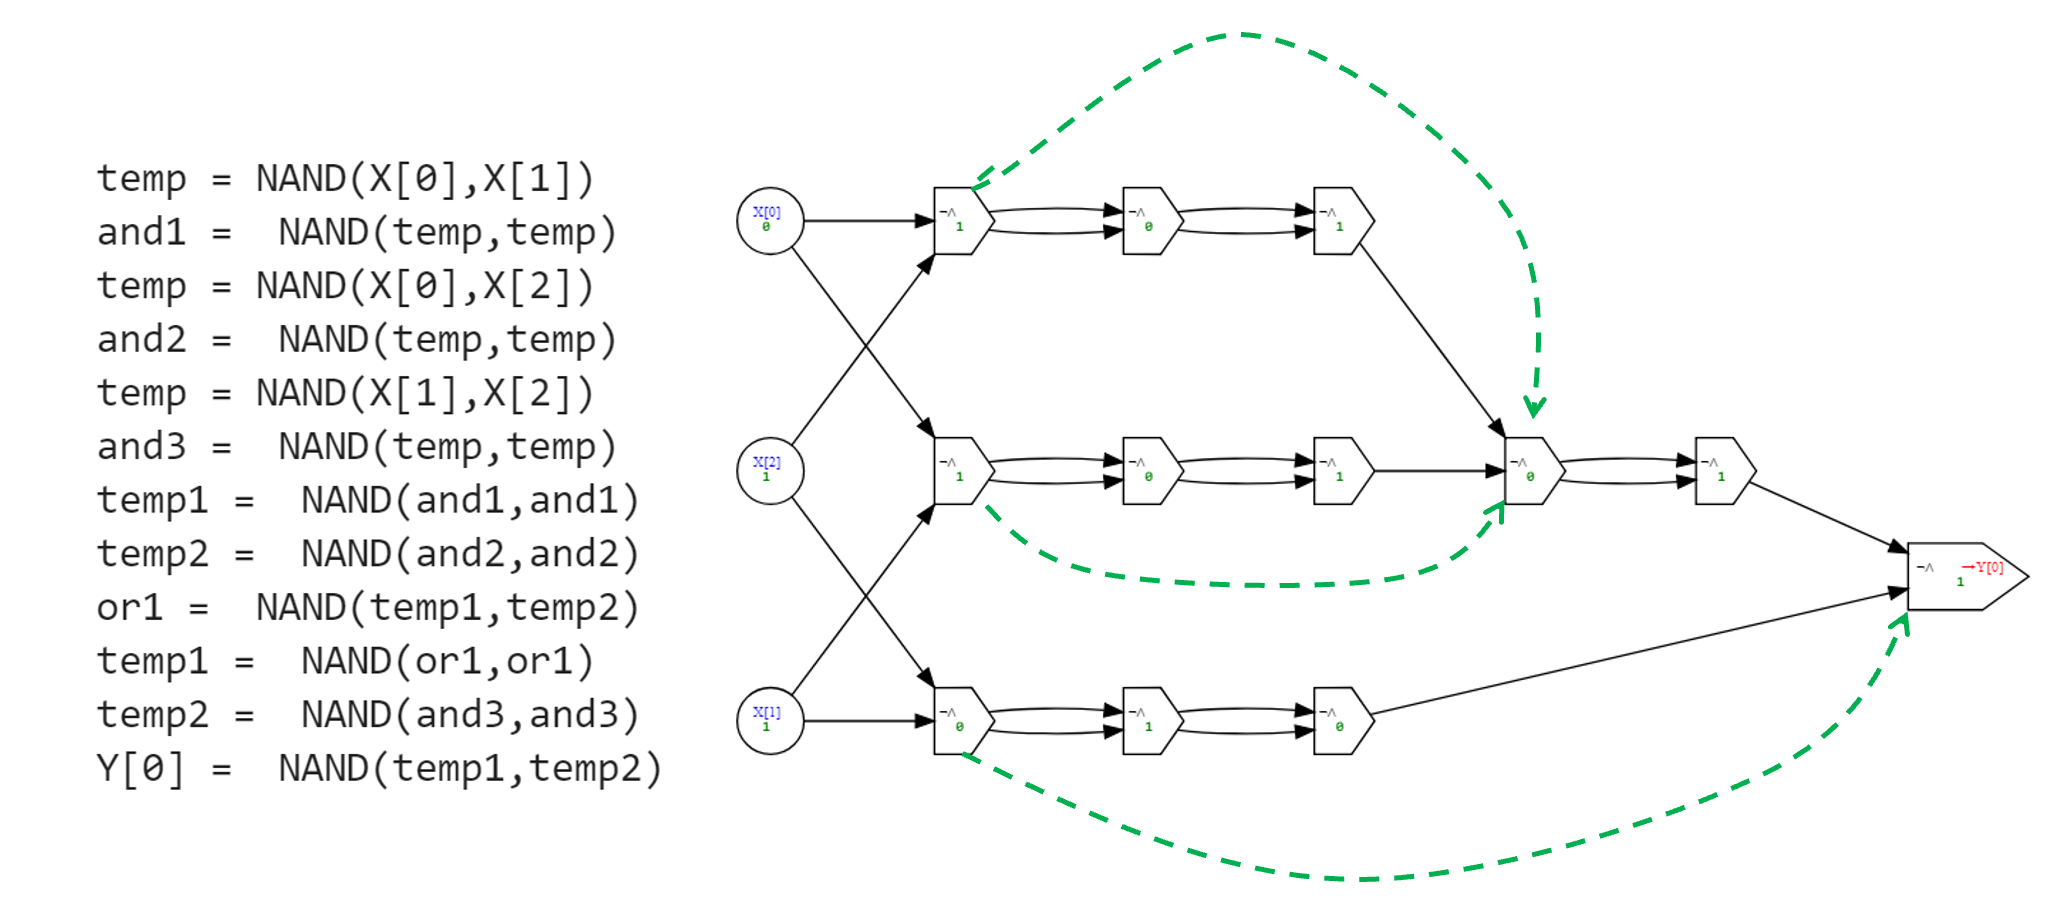 temp = NAND(X[0],X[1])
and1 =  NAND(temp,temp)
temp = NAND(X[0],X[2])
and2 =  NAND(temp,temp)
temp = NAND(X[1],X[2])
and3 =  NAND(temp,temp)
temp1 =  NAND(and1,and1)
temp2 =  NAND(and2,and2)
or1 =  NAND(temp1,temp2)
temp1 =  NAND(or1,or1)
temp2 =  NAND(and3,and3)
Y[0] =  NAND(temp1,temp2)
X[0]
0
¬∧
1
¬∧
0
¬∧
1
X[2]
1
¬∧
1
¬∧
0
¬∧
1
¬∧
0
¬∧
1
¬∧ →Y[0]
1
X[1]
1
¬∧
0
¬∧
1
¬∧
0